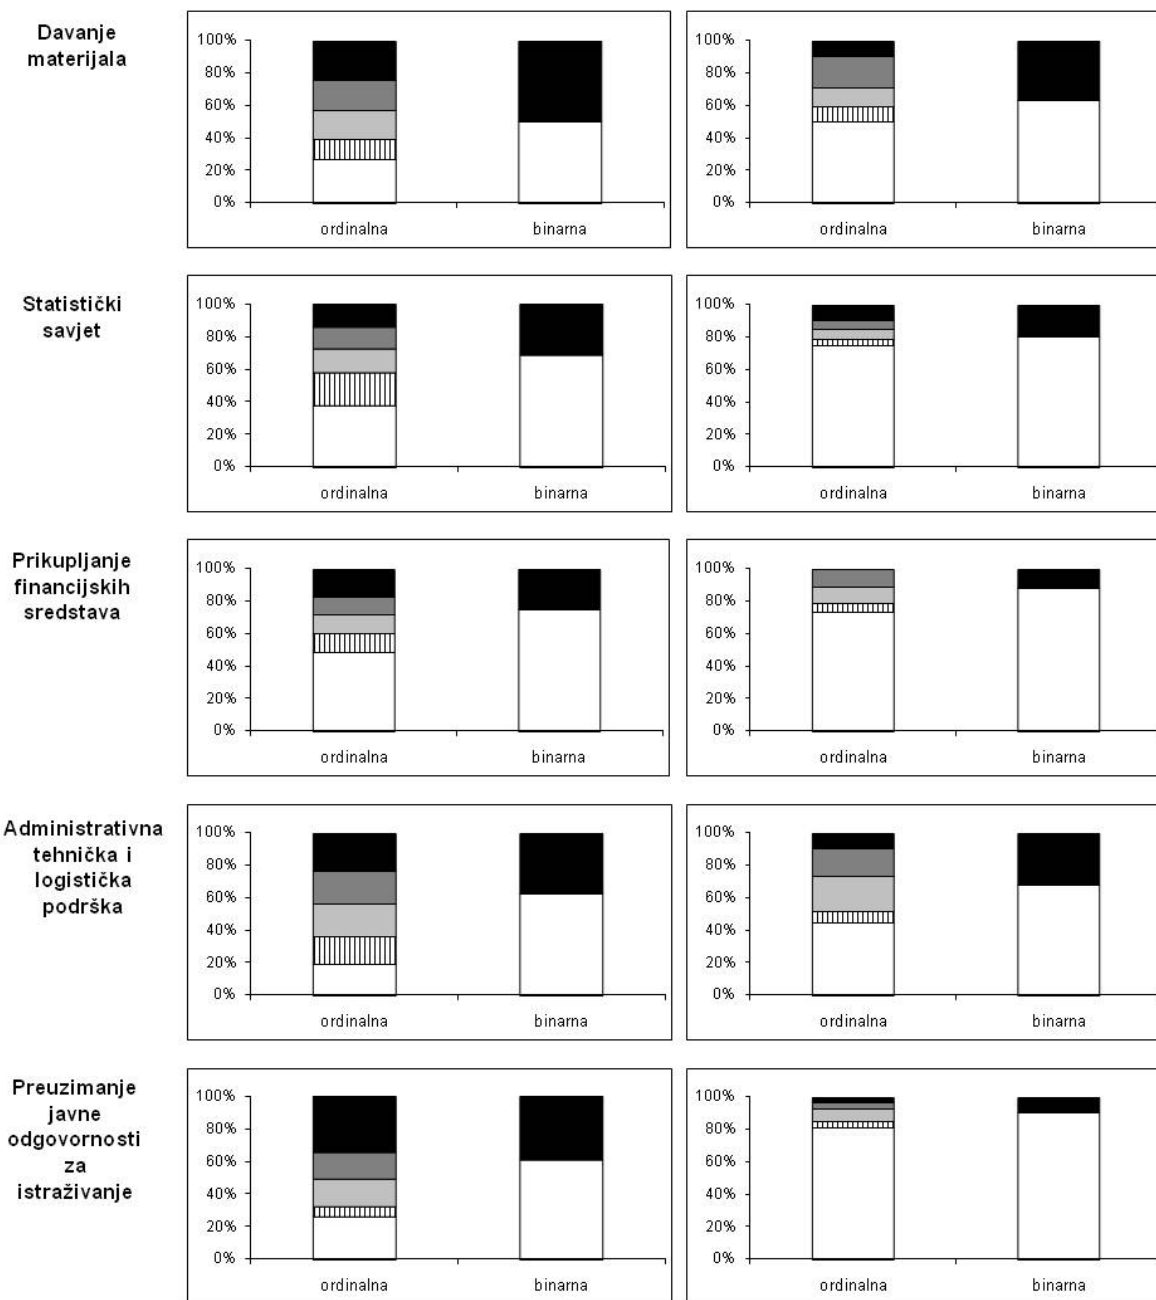 Davanje
materijala
100%
80%
60%
40%
20%
0%
ordinalna
binarna
100%
80%
60%
40%
20%
0%
ordinalna
binarna
Statistički
savjet
100%
80%
60%
40%
20%
0%
ordinalna
binarna
100%
80%
60%
40%
20%
0%
ordinalna
binarna
Prikupljanje
financijskih
sredstava
100%
80%
60%
40%
20%
0%
ordinalna
binarna
100%
80%
60%
40%
20%
0%
ordinalna
binarna
Administrativna
tehnička i
logistička
podrška
100%
80%
60%
40%
20%
0%
ordinalna
binarna
100%
80%
60%
40%
20%
0%
ordinalna
binarna
Preuzimanje
javne
odgovornosti
za
istraživanje
100%
80%
60%
40%
20%
0%
ordinalna
binarna
100%
80%
60%
40%
20%
0%
ordinalna
binarna